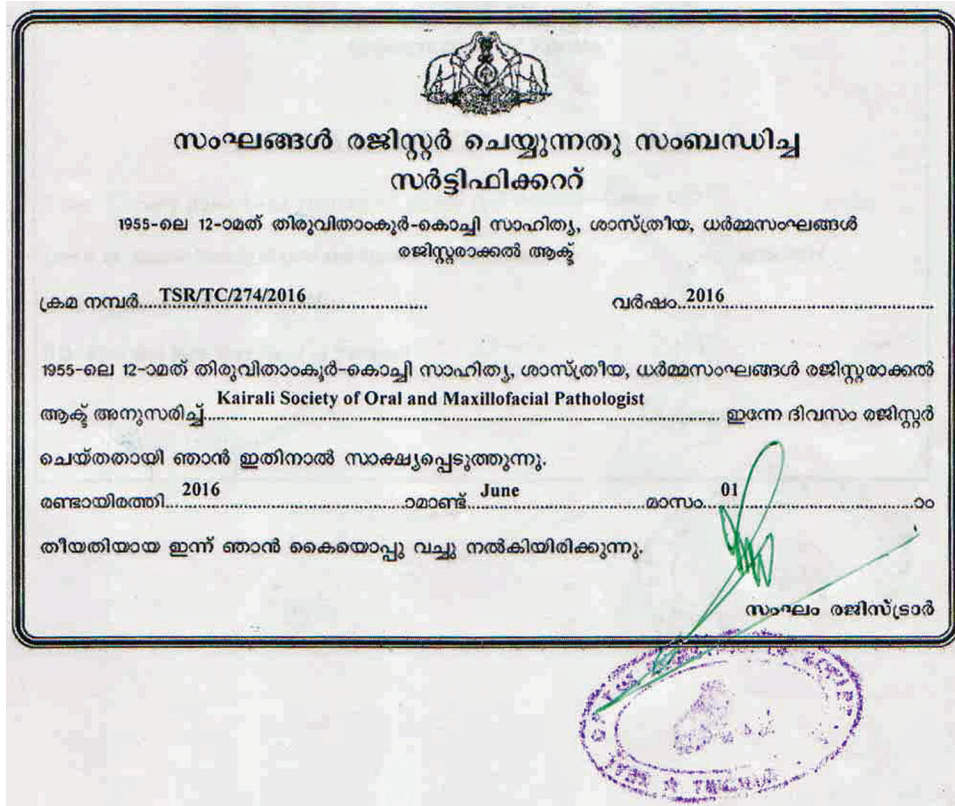 സംഘങ്ങൾ രജിസ്റ്റർ ചെയ്യുന്നതു സംബന്ധിച്ച
സർട്ടിഫിക്കററ്
1955-ലെ 12-ാമത് തിരുവിതാംകൂർ-കൊച്ചി സാഹിത്യ, ശാസ്ത്രീയ, ധർമ്മസംഘങ്ങൾ
രജിസ്റ്റരാക്കൽ ആക്ട്
ക്രമ നമ്പർ... TSR/TC/274/2016 വർഷം. 2016
1955-ലെ 12-ാമത് തിരുവിതാംകൂർ-കൊച്ചി സാഹിത്യ, ശാസ്ത്രീയ, ധർമ്മസംഘങ്ങൾ രജിസ്റ്റരാക്കൽ
ആക്ട് അനുസരിച്ച് Kairali Society of Oral and Maxillofacial Pathologist ഇന്നേ ദിവസം രജിസ്റ്റർ
ചെയ്തതായി ഞാൻ ഇതിനാൽ സാക്ഷ്യപ്പെടുത്തുന്നു.
രണ്ടായിരത്തി 2016 ാമാണ്ട് June മാസം 01 ാം
തീയതിയായ ഇന്ന് ഞാൻ കൈയൊപ്പു വച്ചു നൽകിയിരിക്കുന്നു.
സംഘം രജിസ്ട്രാർ